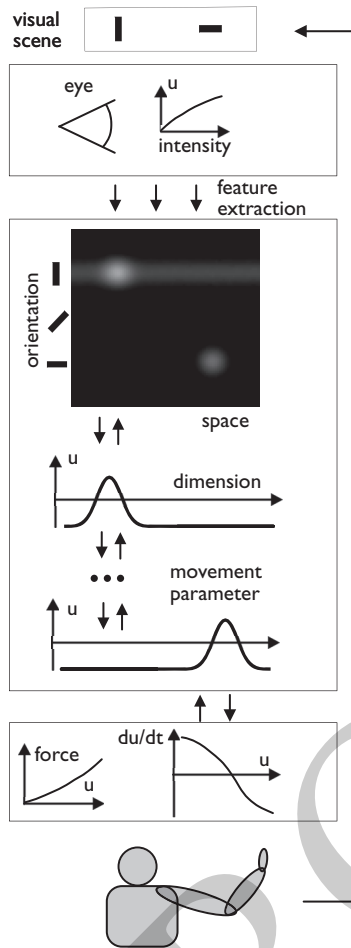 visual
scene
eye
u
intensity
feature
extraction
orientation
space
u
dimension
movement
parameter
u
du/dt
force
u
u